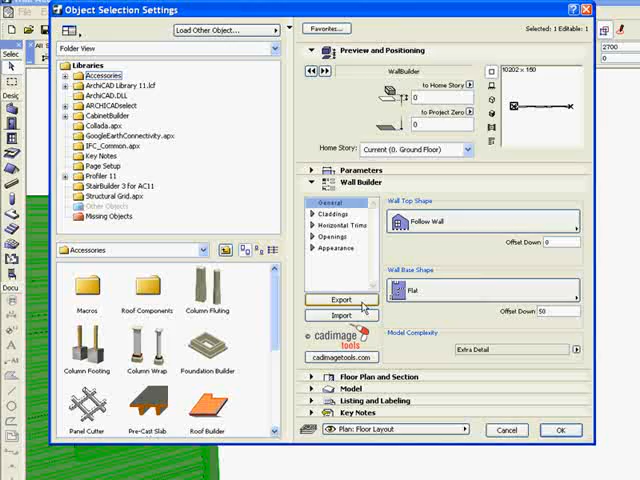 Object Selection Settings
Load Other Object...
Folder View
Libraries
Accessories
ArchiCAD Library 11.lcf
ArchiCAD.DLL
ARCHICADselect
CabinetBuilder
Collada.apx
GoogleEarthConnectivity.apx
IFC_Common.apx
Key Notes
Page Setup
Profiler 11
StairBuilder 3 for AC11
Structural Grid.apx
Other Objects
Missing Objects
Accessories
Macros
Roof Components
Column Fluting
Column Footing
Column Wrap
Foundation Builder
Panel Cutter
Pre-Cast Slab
Roof Builder
Favorites...
Selected: 1 Editable: 1
Preview and Positioning
WallBuilder
to Home Story
0
to Project Zero
0
Home Story:
Current (0. Ground Floor)
Parameters
Wall Builder
General
Claddings
Horizontal Trims
Openings
Appearance
Export
Import
© cadimage
tools
cadimagetools.com
Wall Top Shape
Follow Wall
Offset Down
0
Wall Base Shape
Flat
Offset Down
50
Model Complexity
Extra Detail
Floor Plan and Section
Model
Listing and Labeling
Key Notes
Plan: Floor Layout
Cancel
OK
Selec
Desig
Docu
2700
0